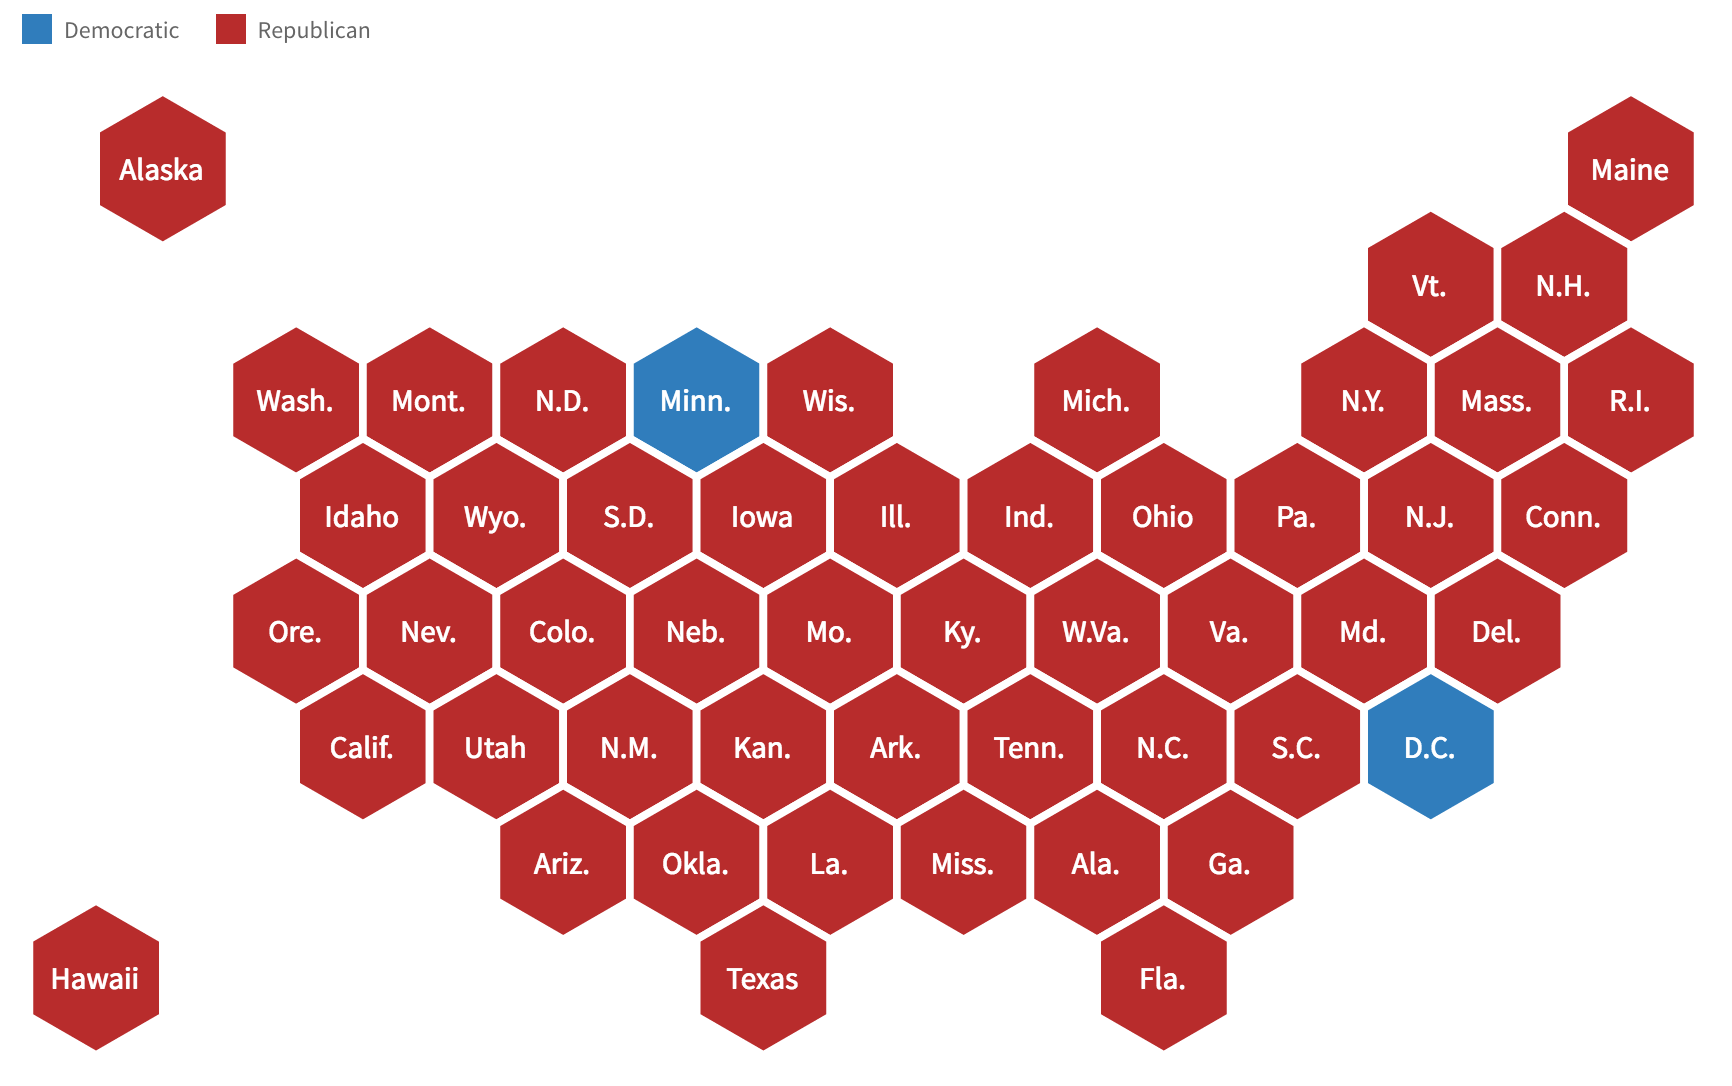 Democratic Republican
Alaska Maine
Vt. N.H.
Wash. Mont. N.D. Minn. Wis. Mich. N.Y. Mass. R.I.
Idaho Wyo. S.D. Iowa Ill. Ind. Ohio Pa. N.J. Conn.
Ore. Nev. Colo. Neb. Mo. Ky. W.Va. Va. Md. Del.
Calif. Utah N.M. Kan. Ark. Tenn. N.C. S.C. D.C.
Ariz. Okla. La. Miss. Ala. Ga.
Hawaii Texas Fla.